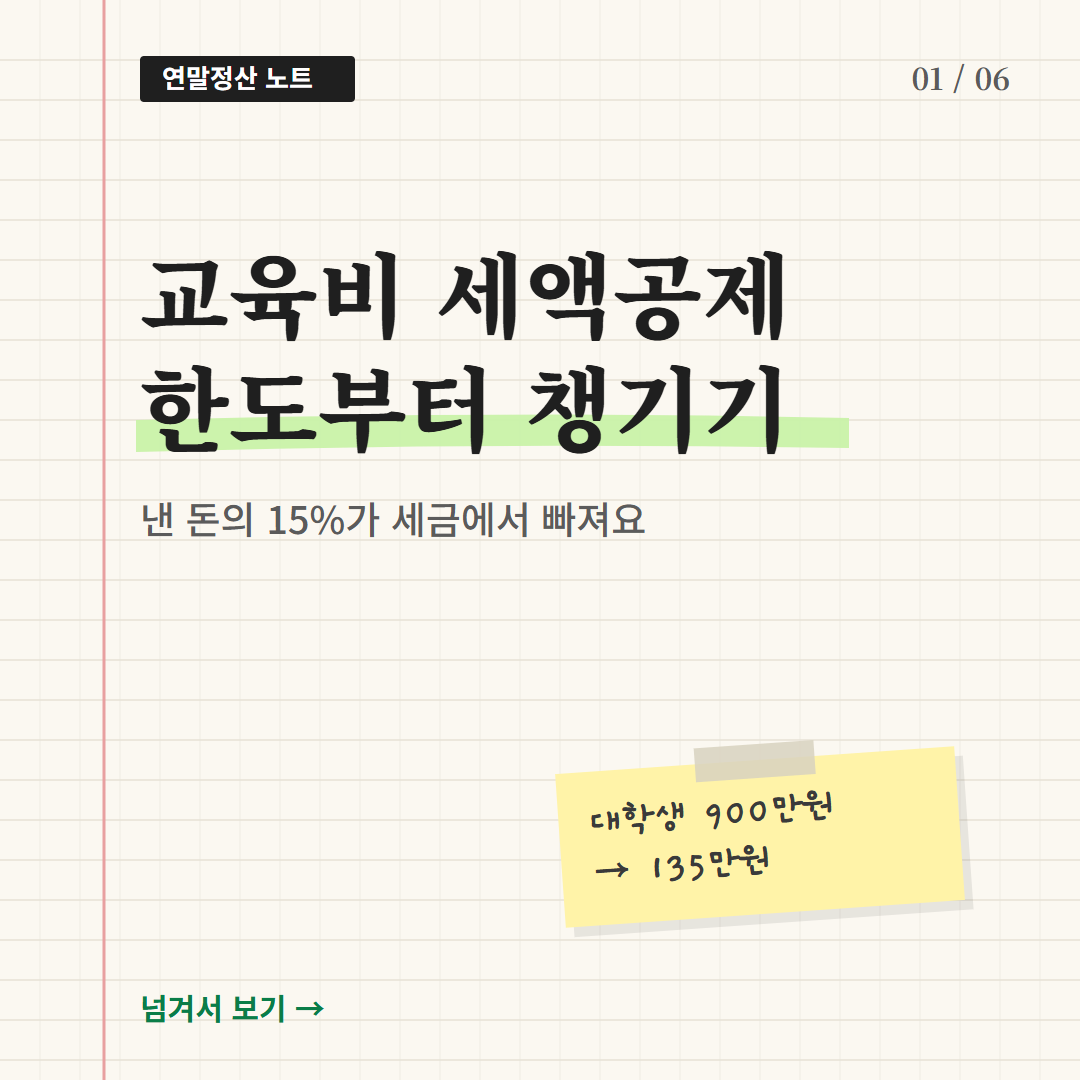 연말정산 노트
01 / 06
교육비 세액공제
한도부터 챙기기
낸 돈의 15%가 세금에서 빠져요
대학생 900만원
→ 135만원
넘겨서 보기 →